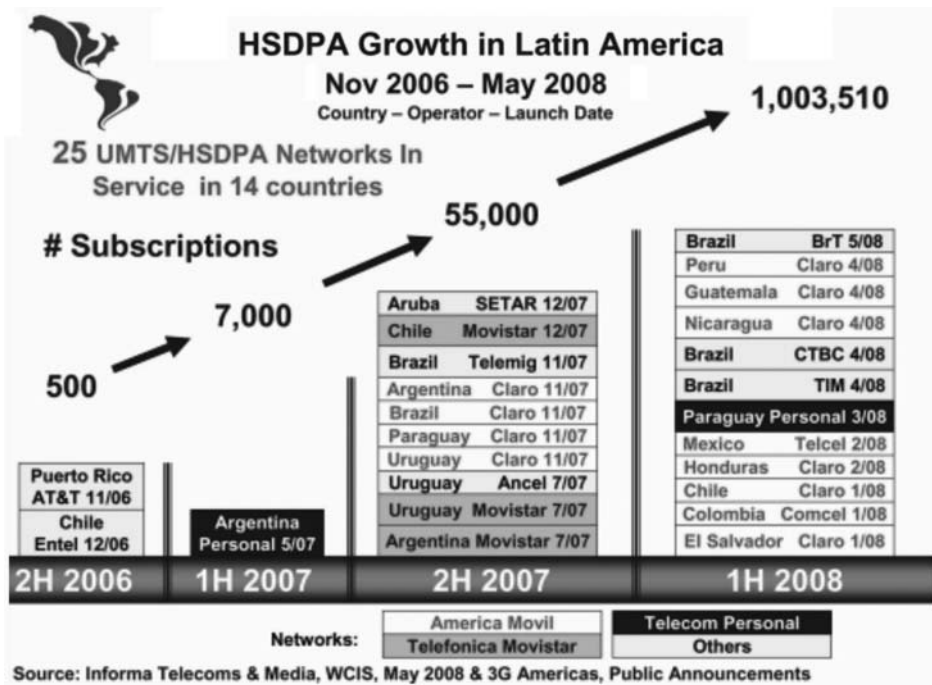 HSDPA Growth in Latin America
Nov 2006 – May 2008
Country – Operator – Launch Date
1,003,510
25 UMTS/HSDPA Networks In
Service in 14 countries
55,000
# Subscriptions
7,000
500
Puerto Rico
AT&T 11/06
Chile
Entel 12/06
2H 2006
Argentina
Personal 5/07
1H 2007
Aruba SETAR 12/07
Chile Movistar 12/07
Brazil Telemig 11/07
Argentina Claro 11/07
Brazil Claro 11/07
Paraguay Claro 11/07
Uruguay Claro 11/07
Uruguay Ancel 7/07
Uruguay Movistar 7/07
Argentina Movistar 7/07
2H 2007
Brazil BrT 5/08
Peru Claro 4/08
Guatemala Claro 4/08
Nicaragua Claro 4/08
Brazil CTBC 4/08
Brazil TIM 4/08
Paraguay Personal 3/08
Mexico Telcel 2/08
Honduras Claro 2/08
Chile Claro 1/08
Colombia Comcel 1/08
El Salvador Claro 1/08
1H 2008
Networks:
America Movil
Telefonica Movistar
Telecom Personal
Others
Source: Informa Telecoms & Media, WCIS, May 2008 & 3G Americas, Public Announcements